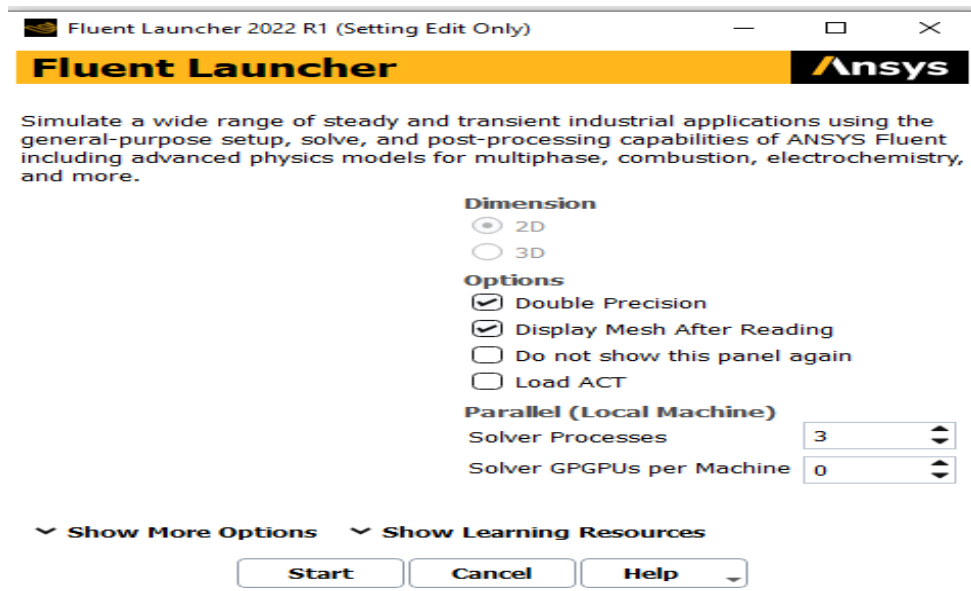 Fluent Launcher 2022 R1 (Setting Edit Only)
Fluent Launcher
Ansys
Simulate a wide range of steady and transient industrial applications using the
general-purpose setup, solve, and post-processing capabilities of ANSYS Fluent
including advanced physics models for multiphase, combustion, electrochemistry,
and more.
Dimension
2D
3D
Options
Double Precision
Display Mesh After Reading
Do not show this panel again
Load ACT
Parallel (Local Machine)
Solver Processes 3
Solver GPGPUs per Machine 0
Show More Options Show Learning Resources
Start Cancel Help